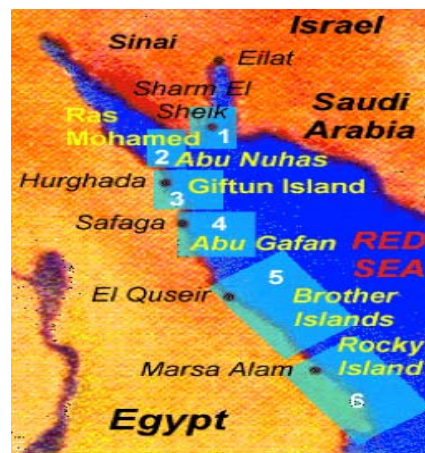 Israel
Sinai
Eilat
Sharm El
Sheik
Saudi
Arabia
Ras
Mohamed
1
2
Abu Nuhas
Hurghada
Giftun Island
3
Safaga
4
Abu Gafan
RED
SEA
5
El Quseir
Brother
Islands
Rocky
Island
Marsa Alam
6
Egypt